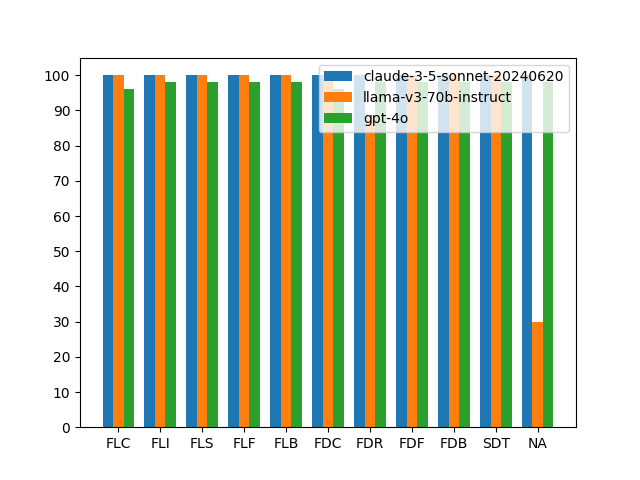 100
90
80
70
60
50
40
30
20
10
0
claude-3-5-sonnet-20240620
llama-v3-70b-instruct
gpt-4o
FLC FLI FLS FLF FLB FDC FDR FDF FDB SDT NA